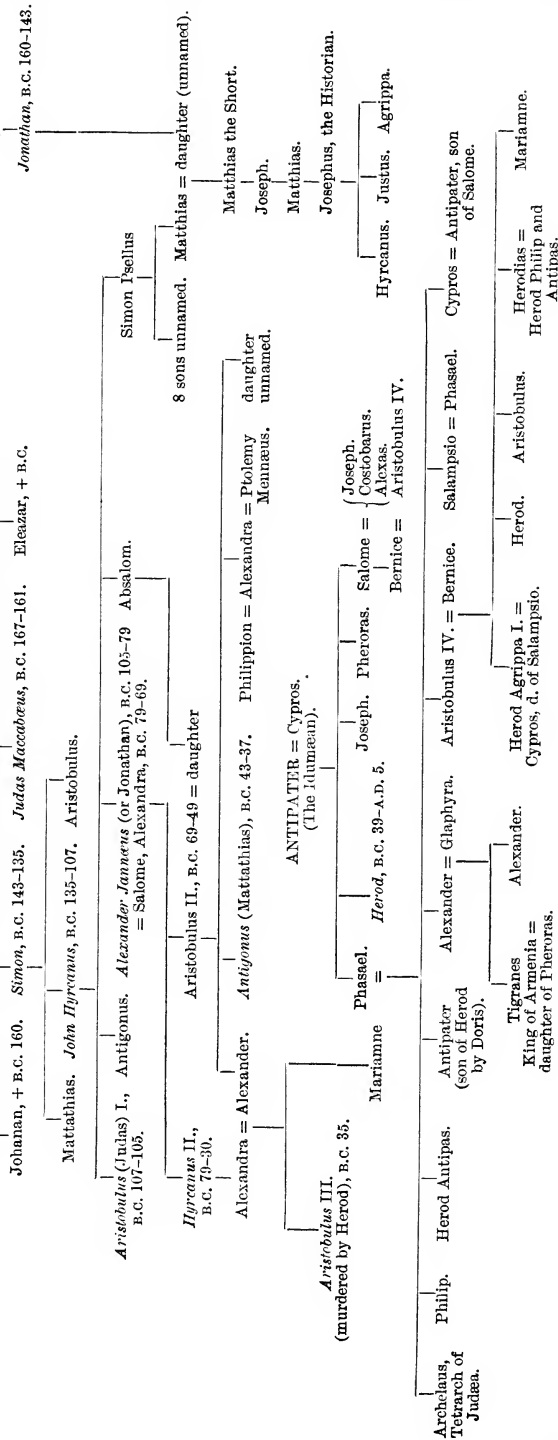 Johanan, + B.C. 160. Simon, B.C. 143-135. Judas Maccabæus, B.C. 167-161. Eleazar, + B.C. Jonathan, B.C. 160-143.
Mattathias. John Hyrcanus, B.C. 135-107. Aristobulus.
Simon Psellus
Aristobulus (Judas) I., Antigonus. Alexander Jannæus (or Jonathan), B.C. 105-79 Absalom.
B.C. 107-105. = Salome, Alexandra, B.C. 79-69.
8 sons unnamed. Matthias = daughter (unnamed).
Hyrcanus II., Aristobulus II., B.C. 69-49 = daughter
B.C. 79-30.
Matthias the Short.
Joseph.
Matthias.
Josephus, the Historian.
Hyrcanus. Justus. Agrippa.
Alexandra = Alexander. Antigonus (Mattathias), B.C. 43-37. Philippion = Alexandra = Ptolemy daughter
Mennæus. unnamed.
Aristobulus III.
(murdered by Herod), B.C. 35.
Mariamne
ANTIPATER = Cypros.
(The Idumæan).
Phasael. Herod, B.C. 39-A.D. 5. Joseph. Pheroras. Salome = { Joseph.
= Costobarus.
Alexas.
Bernice = Aristobulus IV.
Archelaus, Philip. Herod Antipas. Antipater Alexander = Glaphyra. Aristobulus IV. = Bernice. Salampsio = Phasael. Cypros = Antipater, son
Tetrarch of (son of Herod of Salome.
Judæa. by Doris).
Tigranes Alexander.
King of Armenia =
daughter of Pheroras.
Herod Agrippa I. = Herod. Aristobulus. Herodias = Mariamne.
Cypros, d. of Salampsio. Herod Philip and
Antipas.